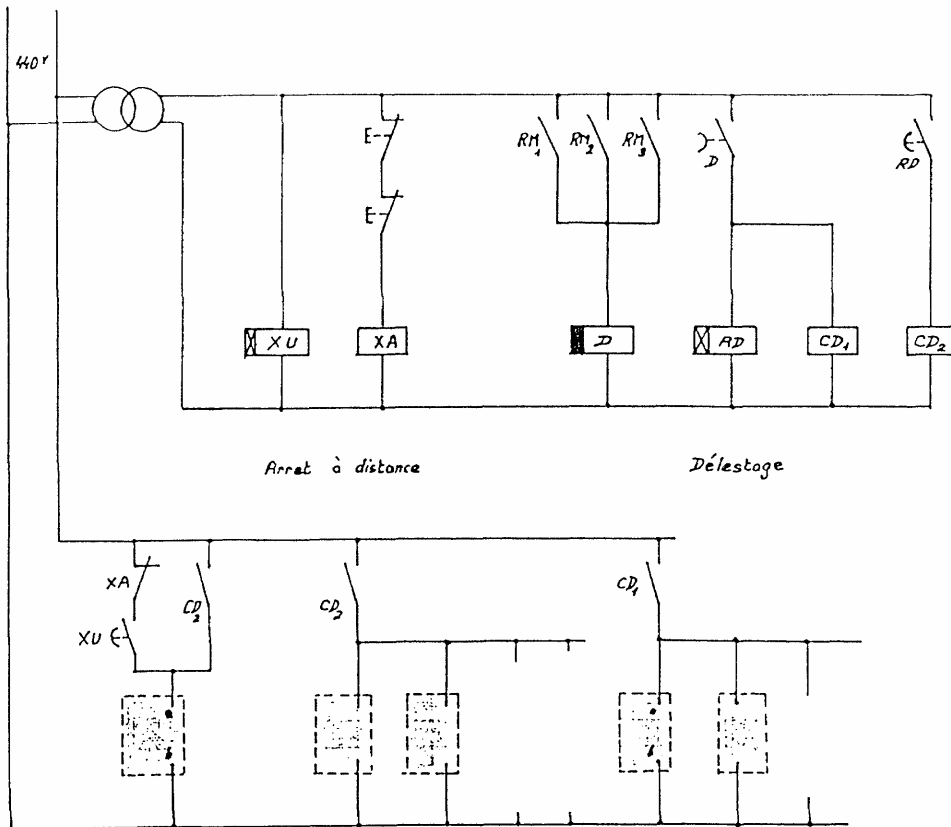 440ᵛ
E
E
RM₁
RM₂
RM₃
D
RD
XU
XA
D
RD
CD₁
CD₂
Arret à distance
Délestage
XA
CD₂
CD₂
CD₁
XU
a
b
a
b